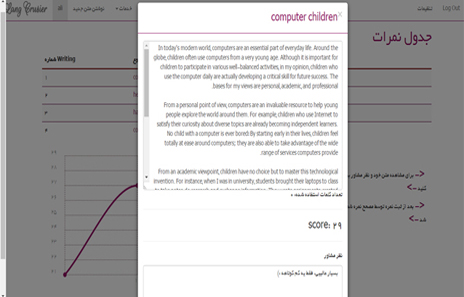 Lang Crusher
Log Out
تنظیمات
خدمات
نوشتن متن جدید
computer children
جدول نمرات
شماره Writing
In today's modern world, computers are an essential part of everyday life. Around the
globe, children often use computers from a very young age. Although it is important for
children to participate in various well-balanced activities, in my opinion, children who
use the computer daily are actually developing a critical skill for future success. The
.bases for my views are personal, academic, and professional
From a personal point of view, computers are an invaluable resource to help young
people explore the world around them. For example, children who use Internet to
satisfy their curiosity about diverse topics are already becoming independent learners.
No child with a computer is ever bored! By starting early in their lives, children feel
totally at ease around computers; they are also able to take advantage of the wide
.range of services computers provide
From an academic viewpoint, children have no choice but to master this technological
invention. For instance, when I was in university, students brought their laptops to class
تعداد کلمات استفاده شده: ۰
score: ۲۹
نظر مشاور
بسیار عالیی، فقط یه کم کوتاهه :)
برای مشاهده متن خود و نظر مشاور
کنید
بعد از ثبت نمره توسط مصحح نمره
شد